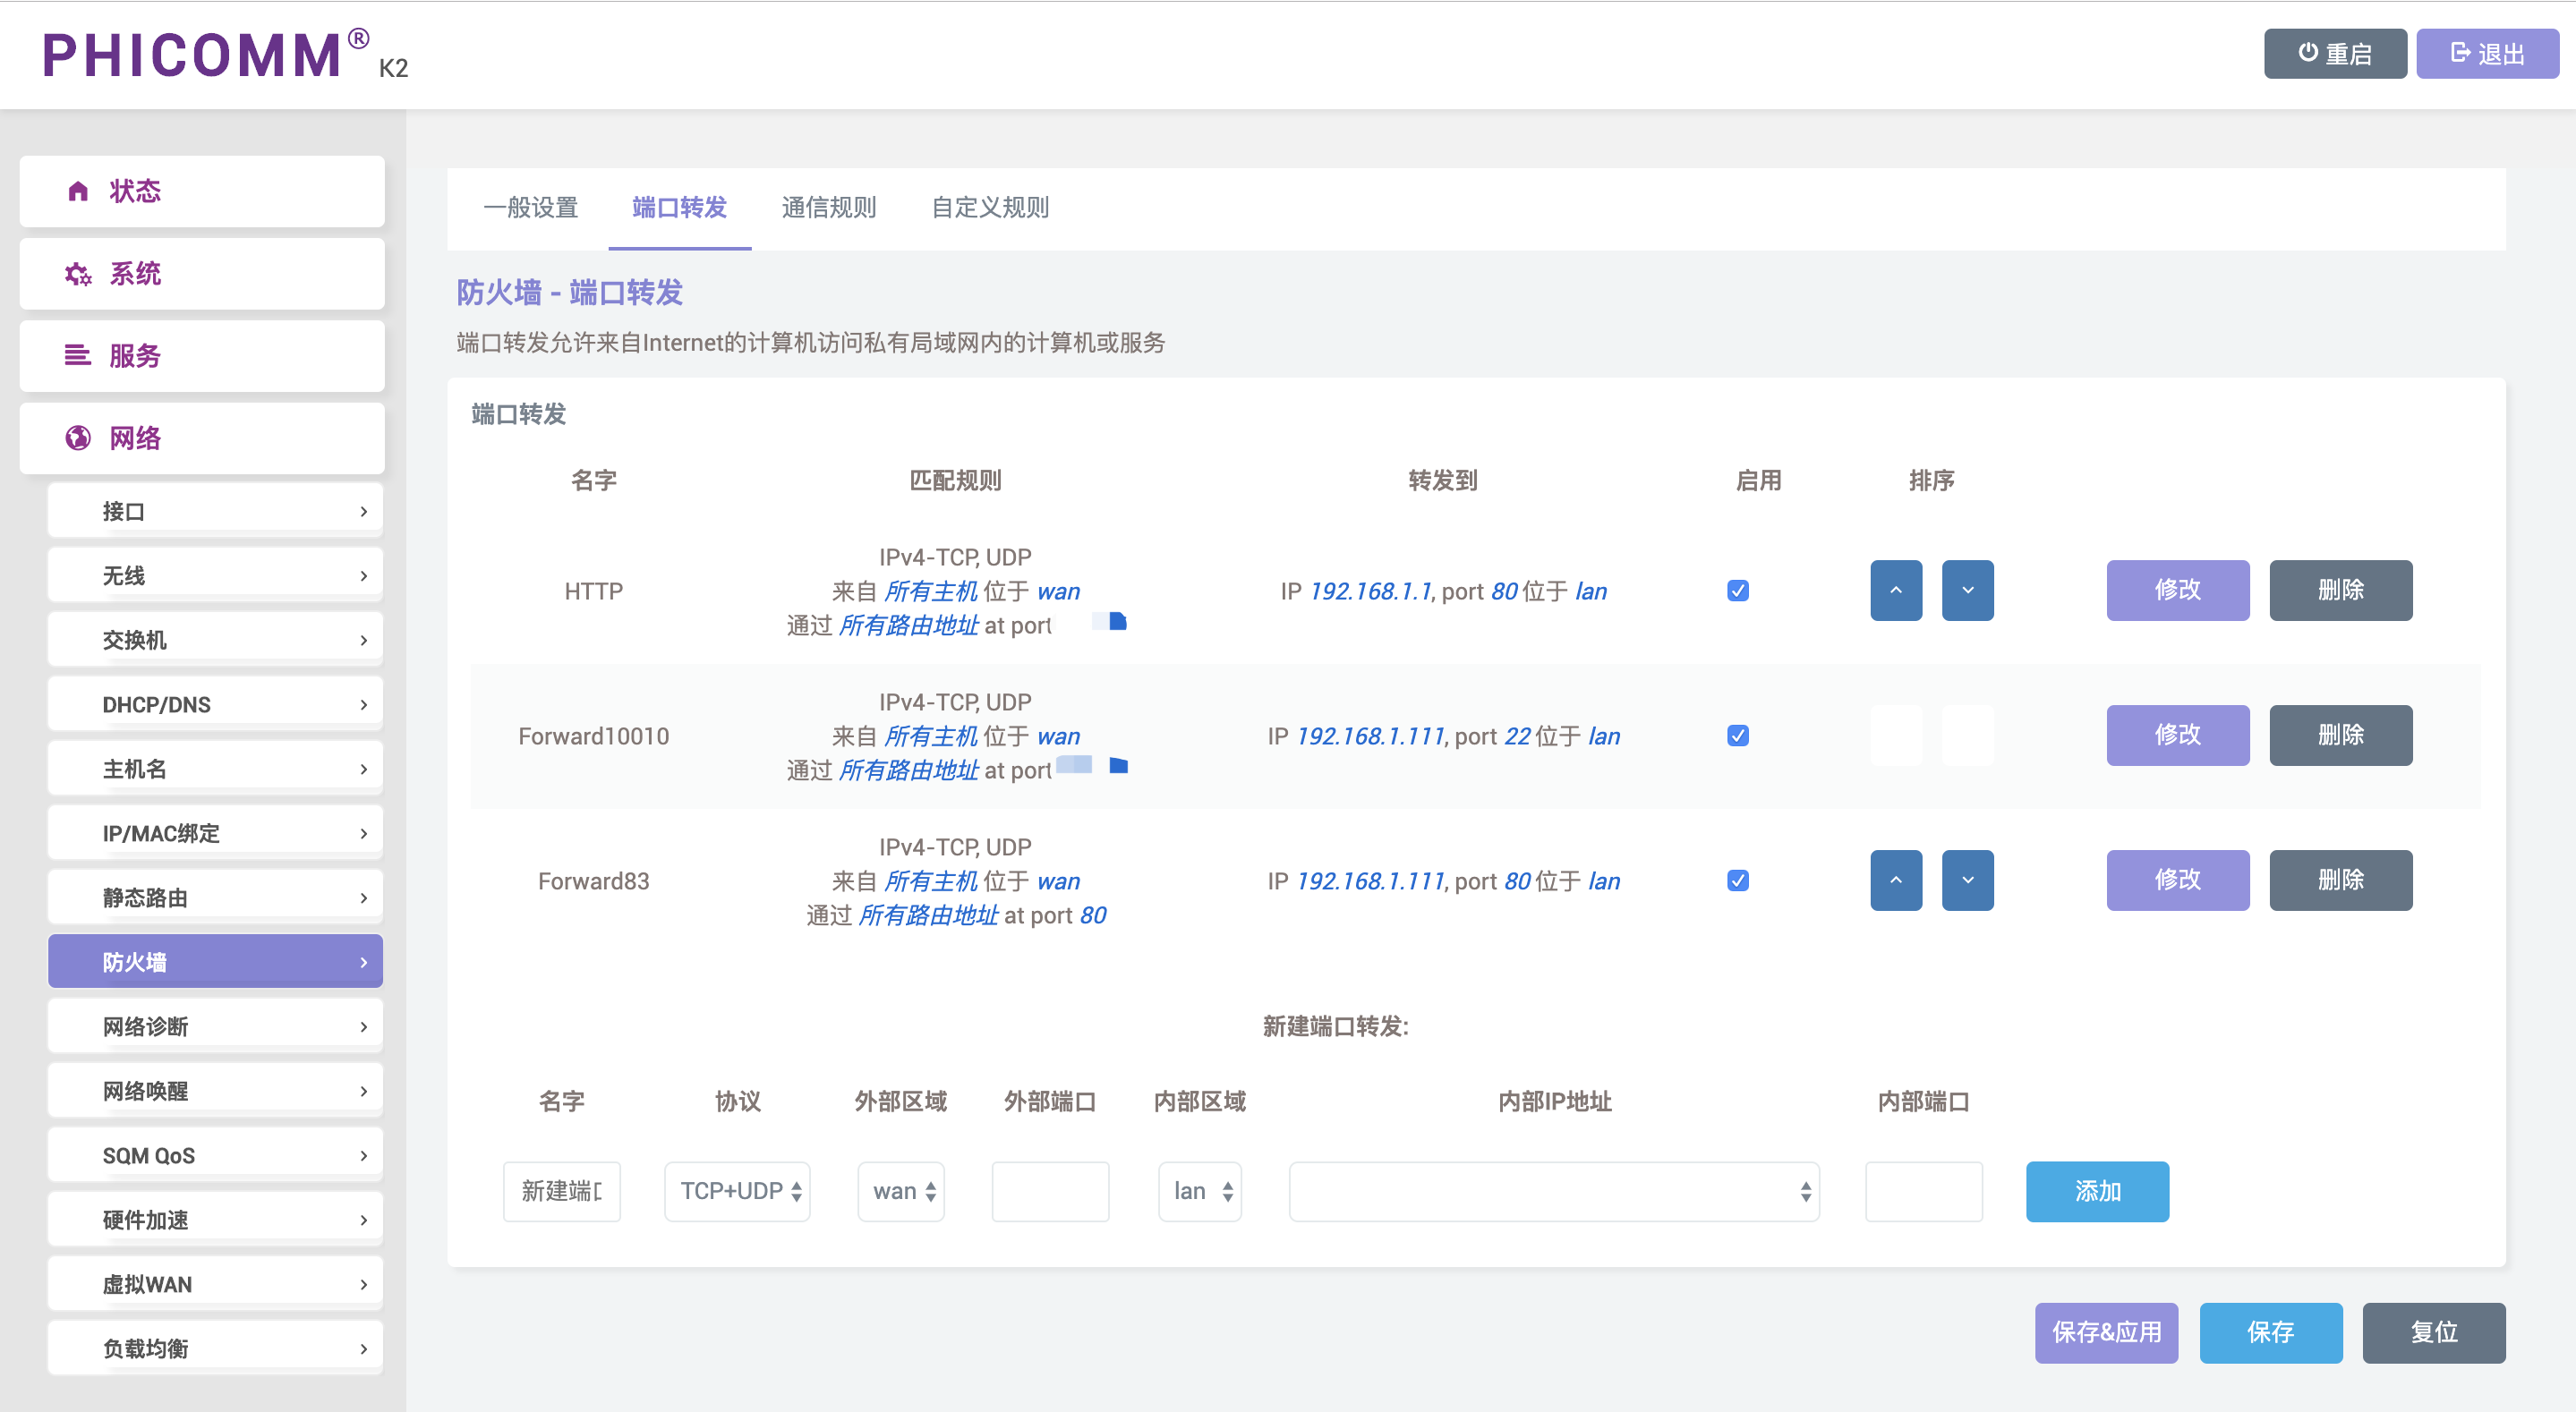 PHICOMM® K2
重启
退出
状态
系统
服务
网络
接口
无线
交换机
DHCP/DNS
主机名
IP/MAC绑定
静态路由
防火墙
网络诊断
网络唤醒
SQM QoS
硬件加速
虚拟WAN
负载均衡
一般设置 端口转发 通信规则 自定义规则
防火墙 - 端口转发
端口转发允许来自Internet的计算机访问私有局域网内的计算机或服务
端口转发
名字 匹配规则 转发到 启用 排序
IPv4-TCP, UDP
HTTP 来自 所有主机 位于 wan IP 192.168.1.1, port 80 位于 lan 修改 删除
通过 所有路由地址 at port
IPv4-TCP, UDP
Forward10010 来自 所有主机 位于 wan IP 192.168.1.111, port 22 位于 lan 修改 删除
通过 所有路由地址 at port
IPv4-TCP, UDP
Forward83 来自 所有主机 位于 wan IP 192.168.1.111, port 80 位于 lan 修改 删除
通过 所有路由地址 at port 80
新建端口转发:
名字 协议 外部区域 外部端口 内部区域 内部IP地址 内部端口
新建端 TCP+UDP wan lan 添加
保存&应用 保存 复位